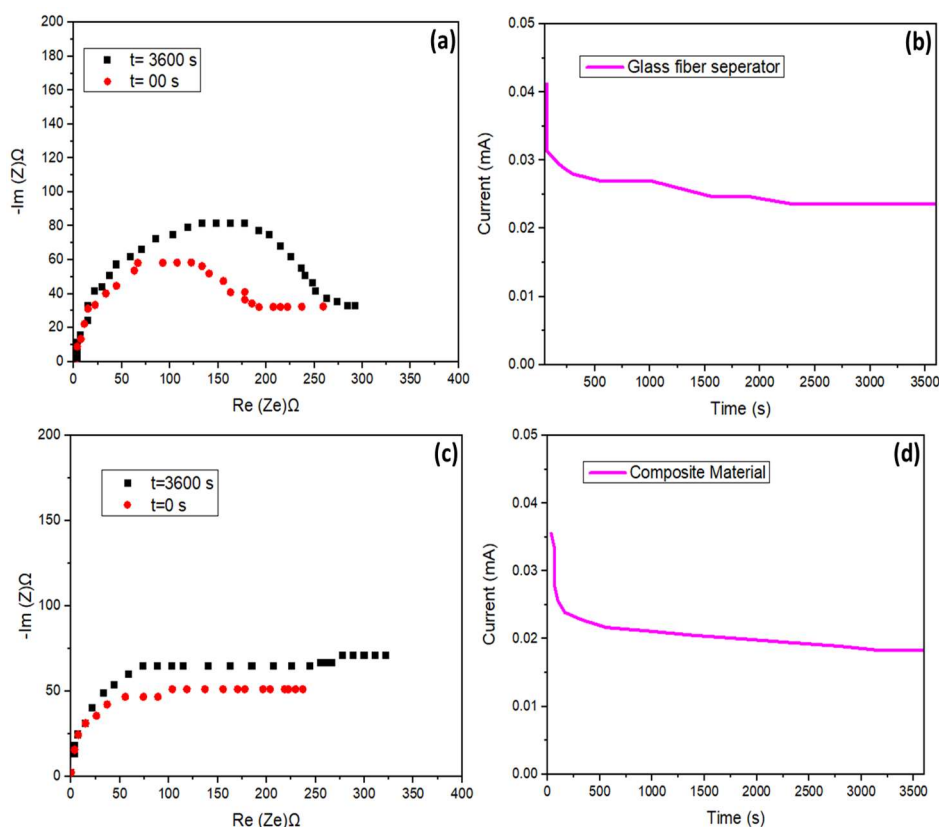 (a)
t= 3600 s
t= 00 s
200
180
160
140
120
100
80
60
40
20
0
-Im (Z)Ω
0 50 100 150 200 250 300 350 400
Re (Ze)Ω
(b)
Glass fiber seperator
0.05
0.04
0.03
0.02
0.01
0.00
Current (mA)
500 1000 1500 2000 2500 3000 3500
Time (s)
(c)
t=3600 s
t=0 s
200
150
100
50
0
-Im (Z)Ω
0 50 100 150 200 250 300 350 400
Re (Ze)Ω
(d)
Composite Material
0.05
0.04
0.03
0.02
0.01
0.00
Current (mA)
0 500 1000 1500 2000 2500 3000 3500
Time (s)